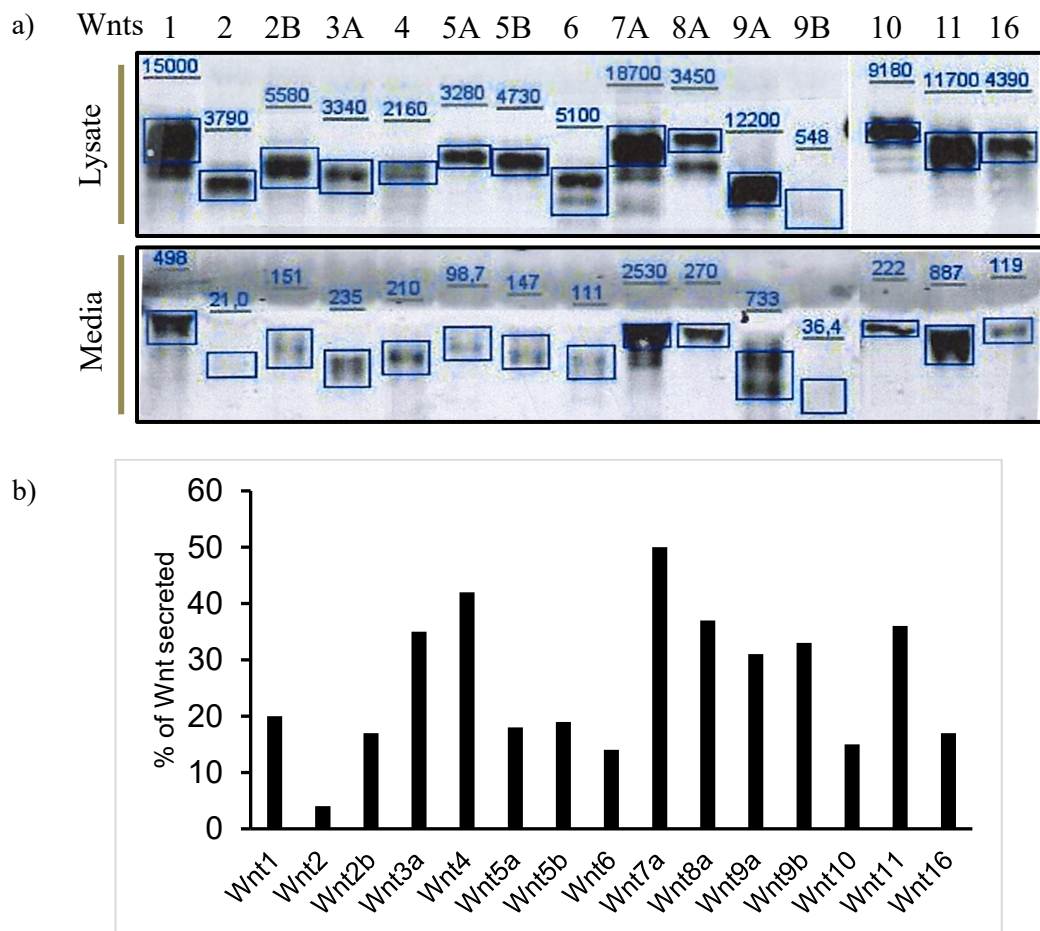 a) Wnts 1 2 2B 3A 4 5A 5B 6 7A 8A 9A 9B 10 11 16
Lysate
15000 3790 5580 3340 2160 3280 4730 5100 18700 3450 12200 548 9180 11700 4390
Media
498 21,0 151 235 210 98,7 147 111 2530 270 733 36,4 222 887 119
b)
% of Wnt secreted
60
50
40
30
20
10
0
Wnt1 Wnt2 Wnt2b Wnt3a Wnt4 Wnt5a Wnt5b Wnt6 Wnt7a Wnt8a Wnt9a Wnt9b Wnt10 Wnt11 Wnt16